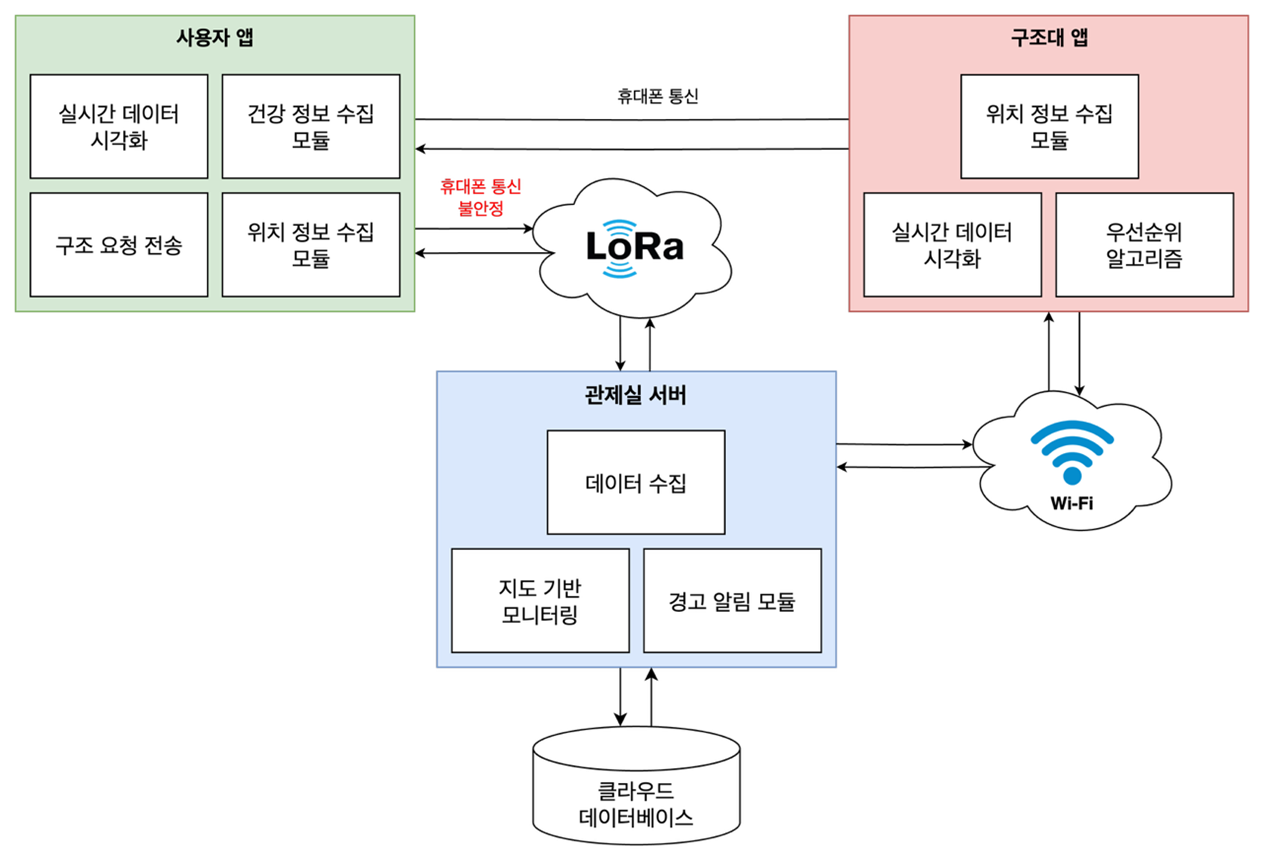 사용자 앱
실시간 데이터
시각화
건강 정보 수집
모듈
구조 요청 전송
위치 정보 수집
모듈
휴대폰 통신
휴대폰 통신
불안정
LoRa
구조대 앱
위치 정보 수집
모듈
실시간 데이터
시각화
우선순위
알고리즘
관제실 서버
데이터 수집
지도 기반
모니터링
경고 알림 모듈
Wi-Fi
클라우드
데이터베이스